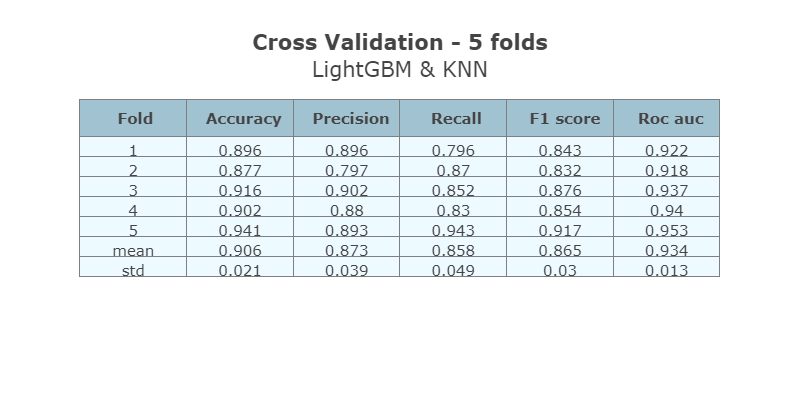 Cross Validation - 5 folds
LightGBM & KNN
Fold Accuracy Precision Recall F1 score Roc auc
1 0.896 0.896 0.796 0.843 0.922
2 0.877 0.797 0.87 0.832 0.918
3 0.916 0.902 0.852 0.876 0.937
4 0.902 0.88 0.83 0.854 0.94
5 0.941 0.893 0.943 0.917 0.953
mean 0.906 0.873 0.858 0.865 0.934
std 0.021 0.039 0.049 0.03 0.013